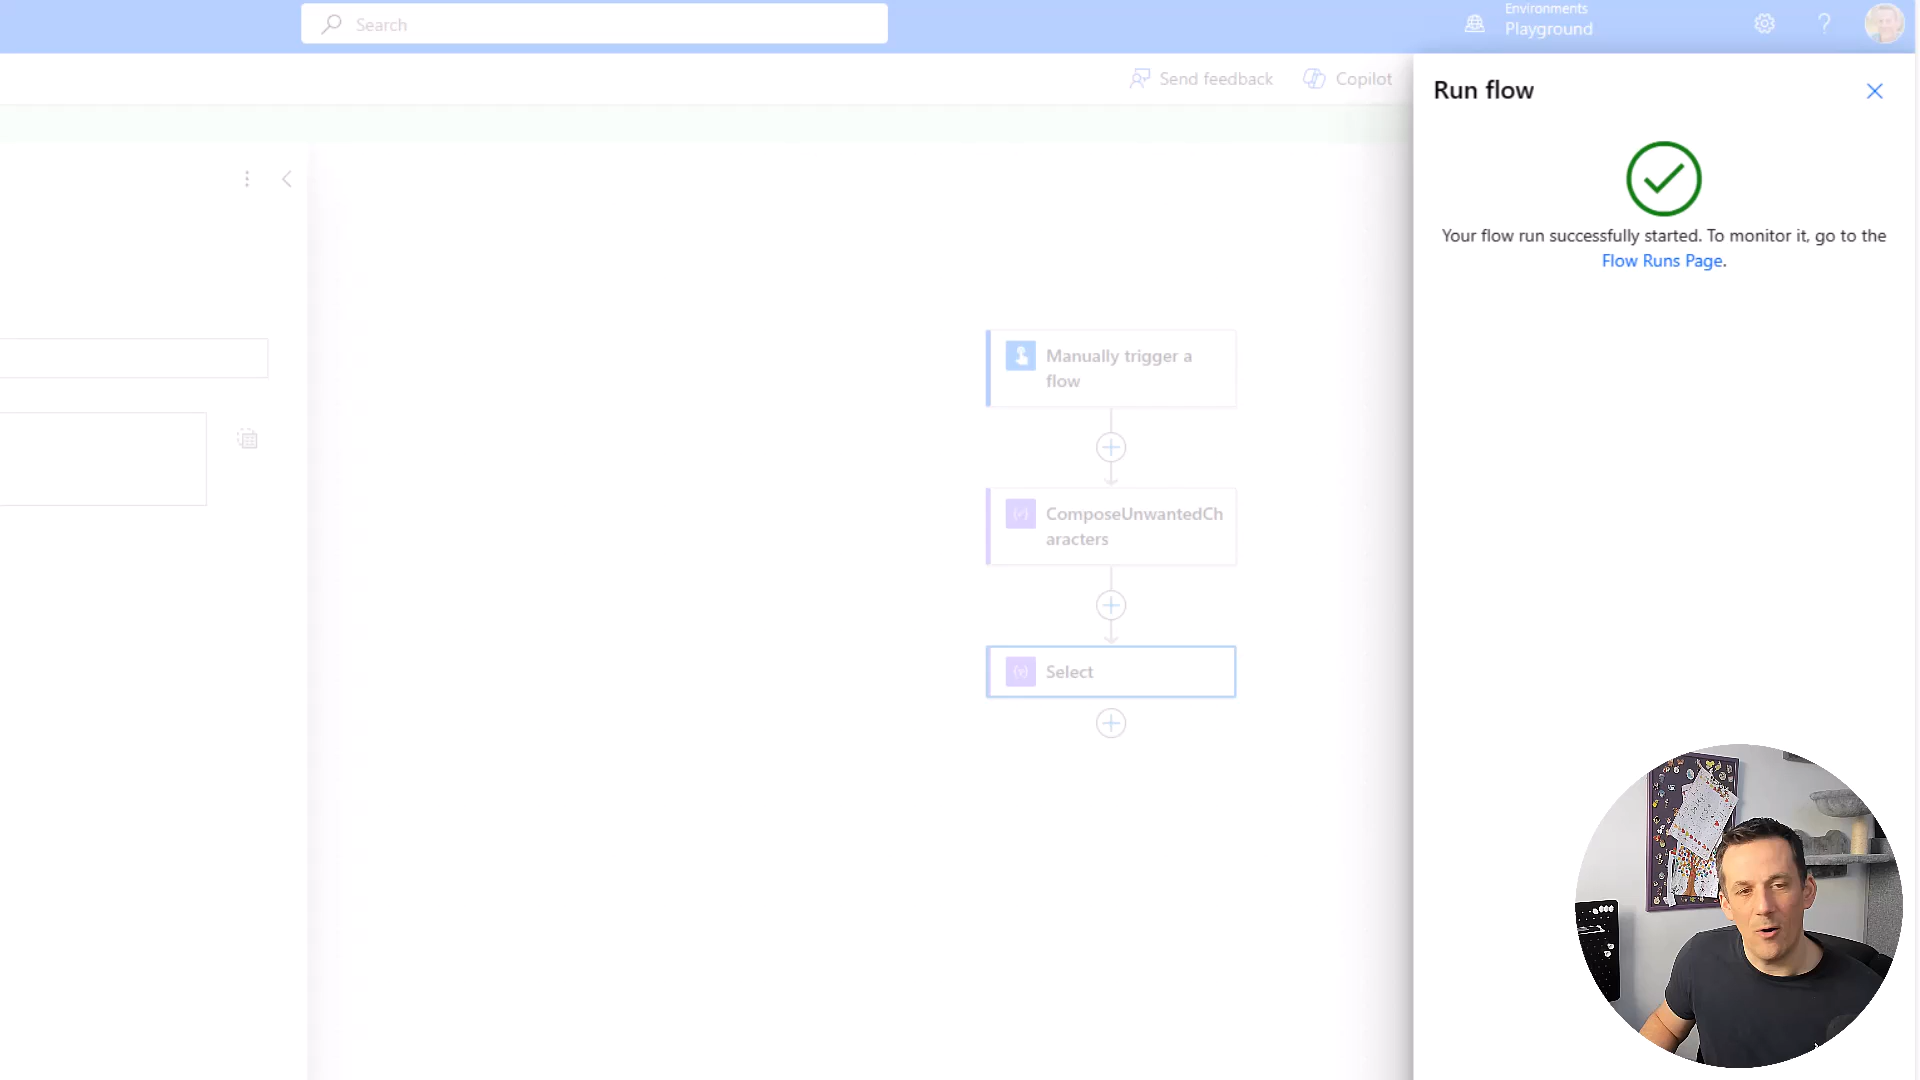 Search
Environments
Playground
Send feedback
Copilot
Run flow
Your flow run successfully started. To monitor it, go to the
Flow Runs Page.
Manually trigger a
flow
ComposeUnwantedCh
aracters
Select